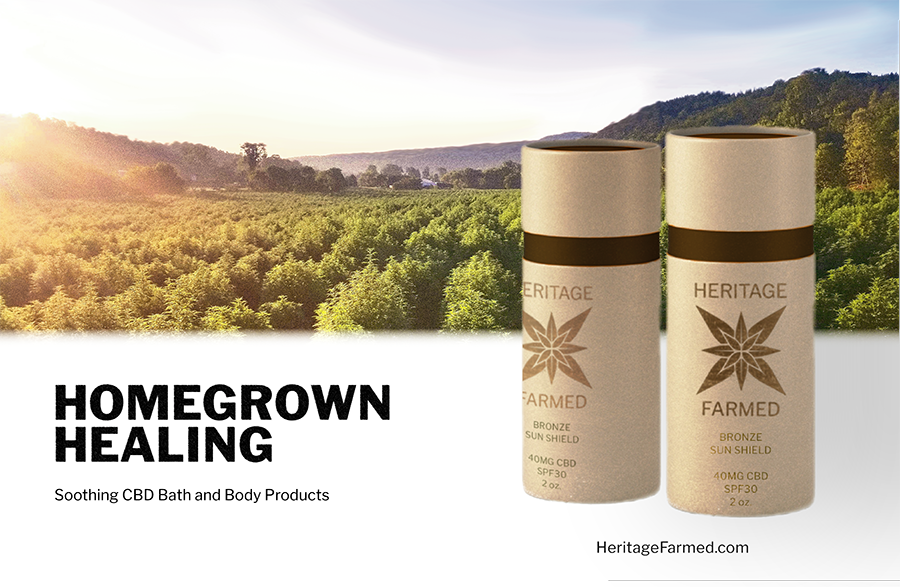 HOMEGROWN
HEALING
Soothing CBD Bath and Body Products
ERITAGE
FARMED
BRONZE
SUN SHIELD
40MG CBD
SPF30
2 oz.
HERITAGE
FARMED
BRONZE
SUN SHIELD
40MG CBD
SPF30
2 oz.
HeritageFarmed.com